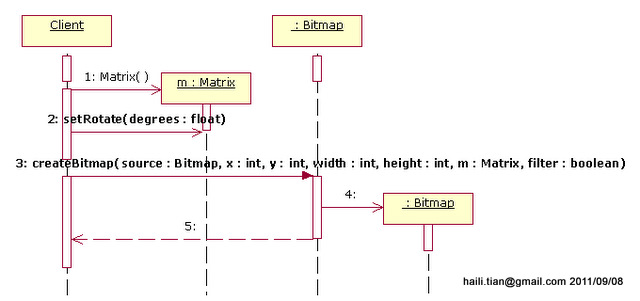 Client
: Bitmap
1: Matrix( )
m : Matrix
2: setRotate(degrees : float)
3: createBitmap( source : Bitmap, x : int, y : int, width : int, height : int, m : Matrix, filter : boolean)
4:
: Bitmap
5:
haili.tian@gmail.com 2011/09/08